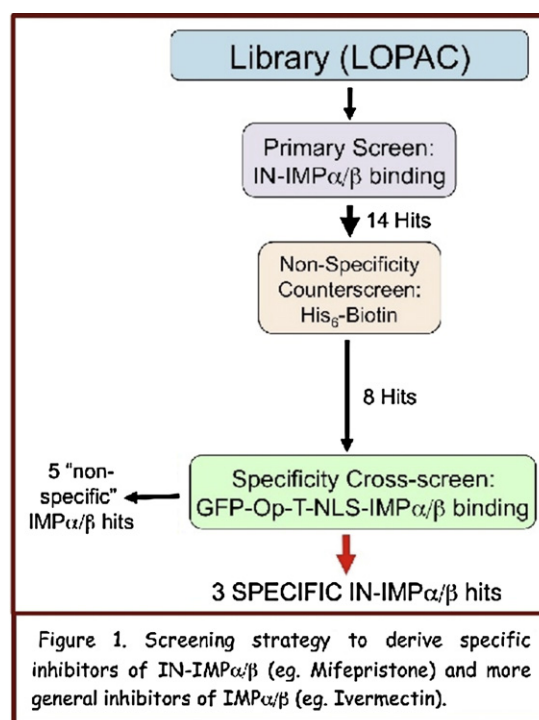 Library (LOPAC)
Primary Screen:
IN-IMPα/β binding
14 Hits
Non-Specificity
Counterscreen:
His₆-Biotin
8 Hits
5 "non-
specific"
IMPα/β hits
Specificity Cross-screen:
GFP-Op-T-NLS-IMPα/β binding
3 SPECIFIC IN-IMPα/β hits
Figure 1. Screening strategy to derive specific
inhibitors of IN-IMPα/β (eg. Mifepristone) and more
general inhibitors of IMPα/β (eg. Ivermectin).